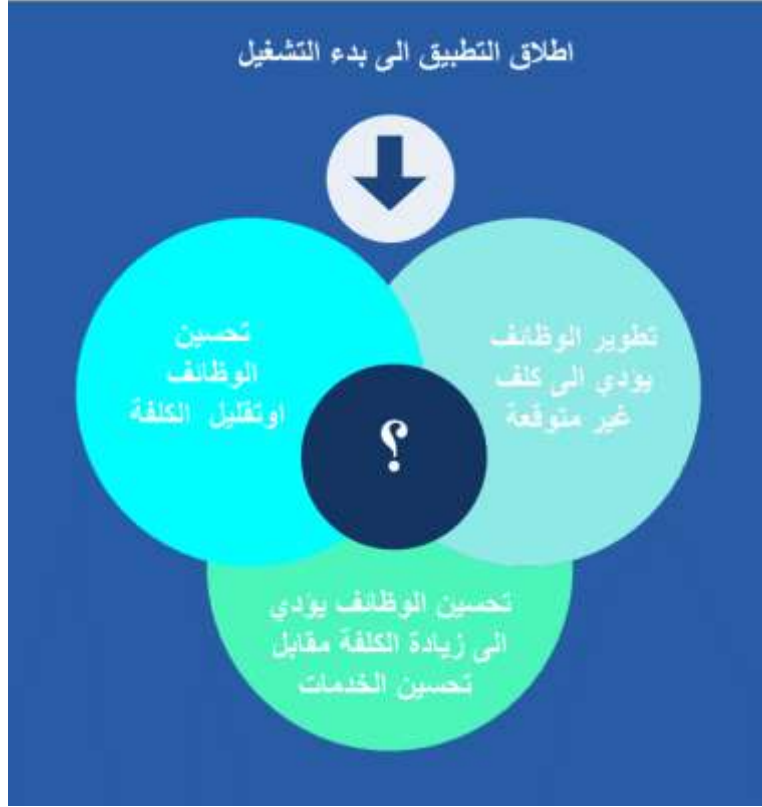 اطلاق التطبيق الى بدء التشغيل
تطوير الوظائف
يؤدي الى كلف
غير متوقعة
تحسين
الوظائف
اوتقليل الكلفة
؟
تحسين الوظائف يؤدي
الى زيادة الكلفة مقابل
تحسين الخدمات